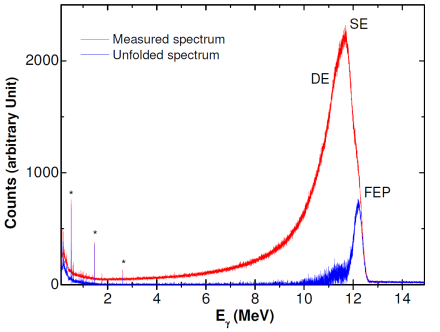 SE
2000
Measured spectrum
Unfolded spectrum
DE
Counts (arbitrary Unit)
*
1000
FEP
*
*
0
2 4 6 8 10 12 14
Eγ (MeV)